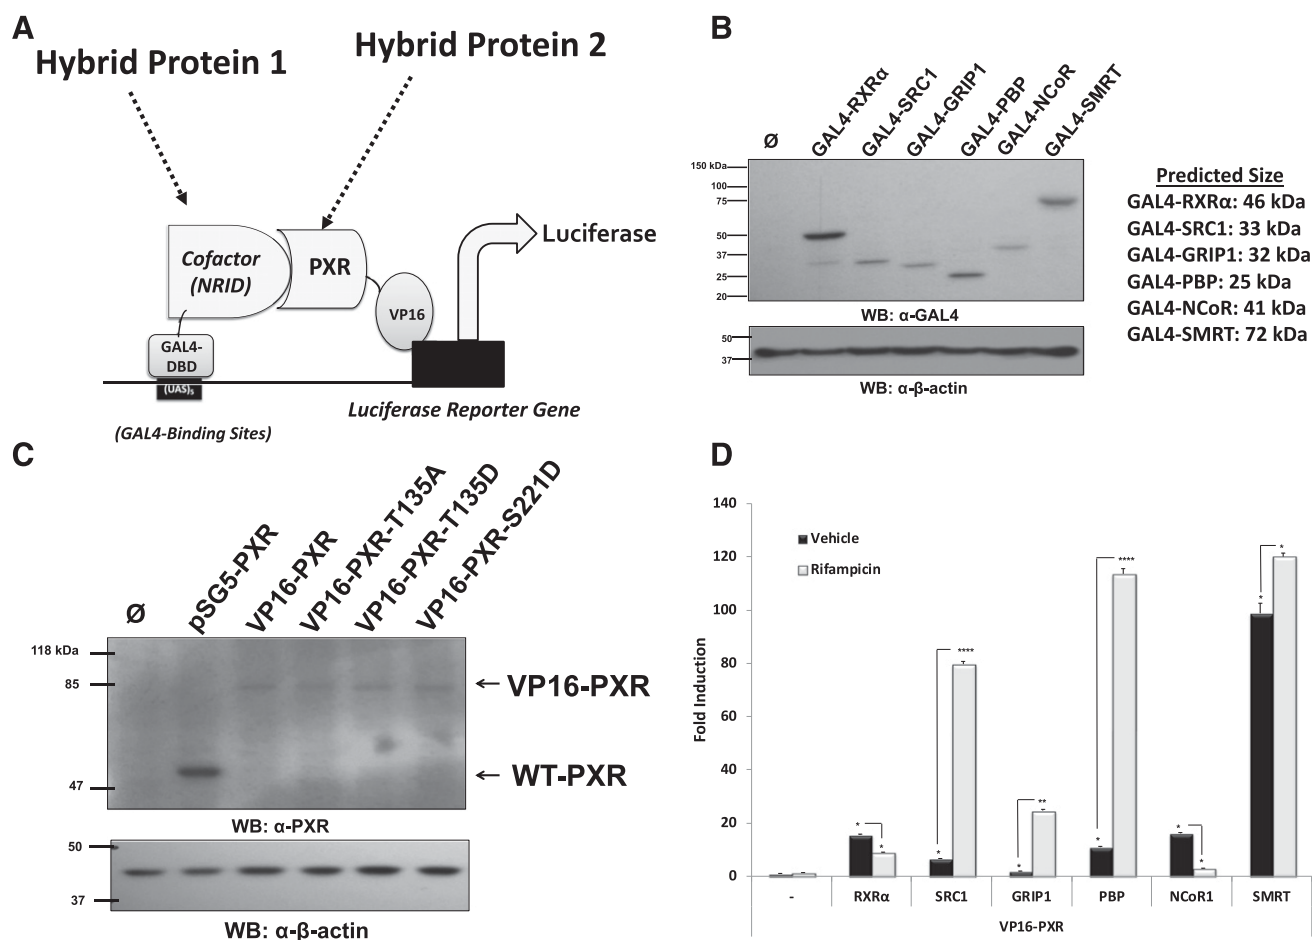 A
Hybrid Protein 1
Hybrid Protein 2
Luciferase
Cofactor
(NRID)
PXR
VP16
GAL4-
DBD
(UAS)5
Luciferase Reporter Gene
(GAL4-Binding Sites)
B
Ø
GAL4-RXRα
GAL4-SRC1
GAL4-GRIP1
GAL4-PBP
GAL4-NCoR
GAL4-SMRT
150 kDa
100
75
50
37
25
20
WB: α-GAL4
50
37
WB: α-β-actin
Predicted Size
GAL4-RXRα: 46 kDa
GAL4-SRC1: 33 kDa
GAL4-GRIP1: 32 kDa
GAL4-PBP: 25 kDa
GAL4-NCoR: 41 kDa
GAL4-SMRT: 72 kDa
C
Ø
pSG5-PXR
VP16-PXR
VP16-PXR-T135A
VP16-PXR-T135D
VP16-PXR-S221D
118 kDa
85
47
VP16-PXR
WT-PXR
WB: α-PXR
50
37
WB: α-β-actin
D
140
120
100
80
60
40
20
0
Fold Induction
Vehicle
Rifampicin
* *
* ****
* **
* ****
* *
* *
- RXRα SRC1 GRIP1 PBP NCoR1 SMRT
VP16-PXR